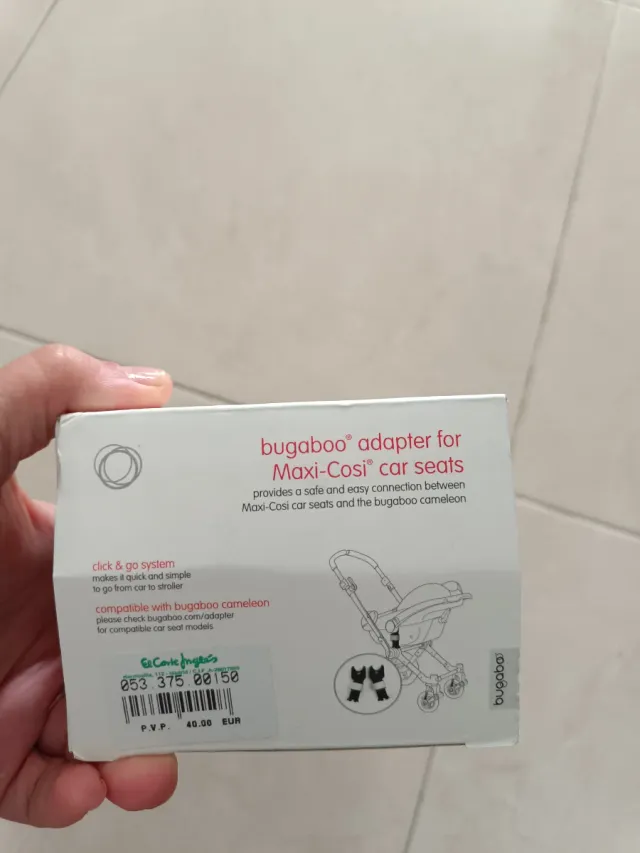 bugaboo® adapter for
Maxi-Cosi® car seats
provides a safe and easy connection between
Maxi-Cosi car seats and the bugaboo cameleon
click & go system
makes it quick and simple
to go from car to stroller
compatible with bugaboo cameleon
please check bugaboo.com/adapter
for compatible car seat models
El Corte Inglés
053.375.00150
P.V.P. 40.00 EUR
bugaboo